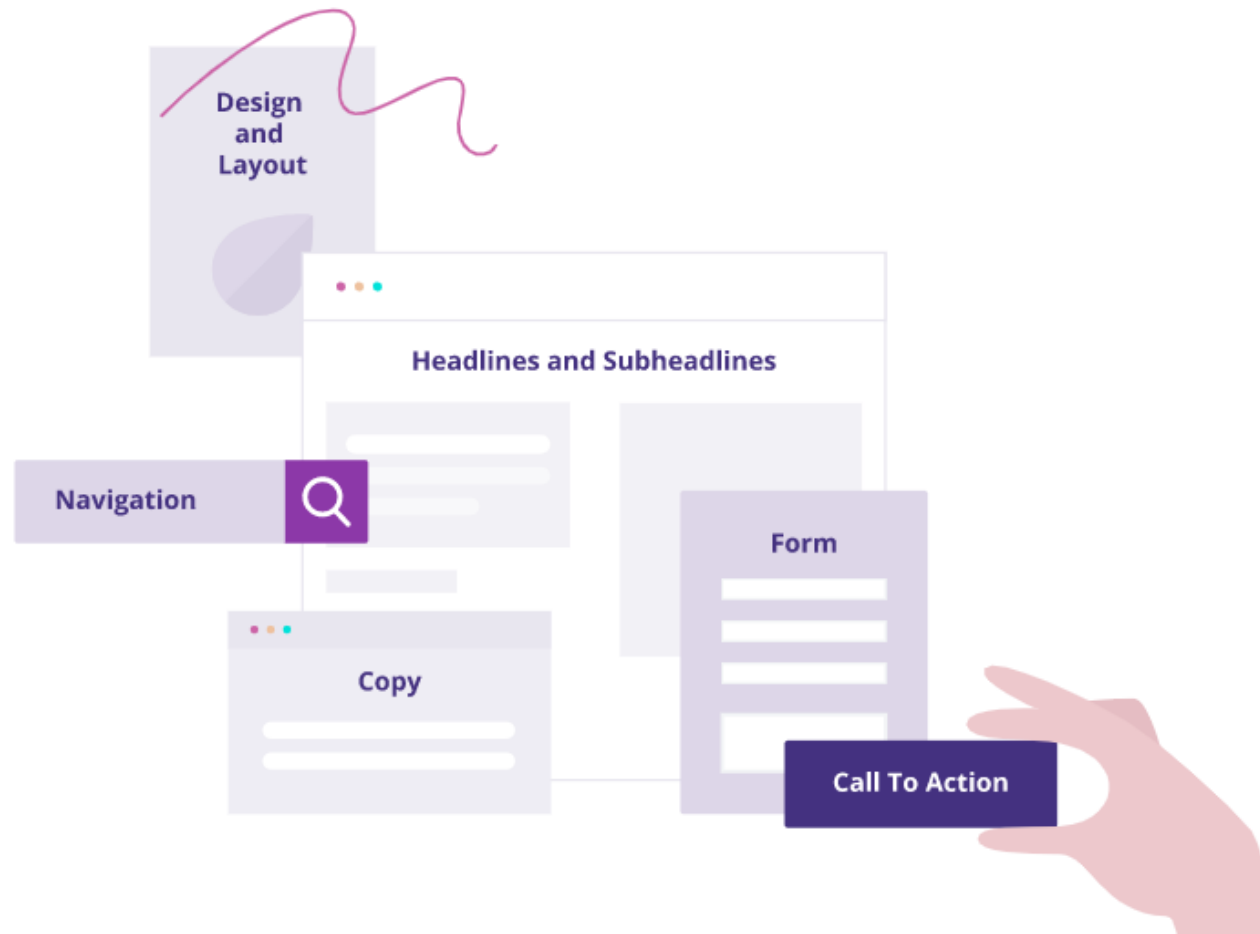 Design
and
Layout
Headlines and Subheadlines
Navigation
Form
Copy
Call To Action